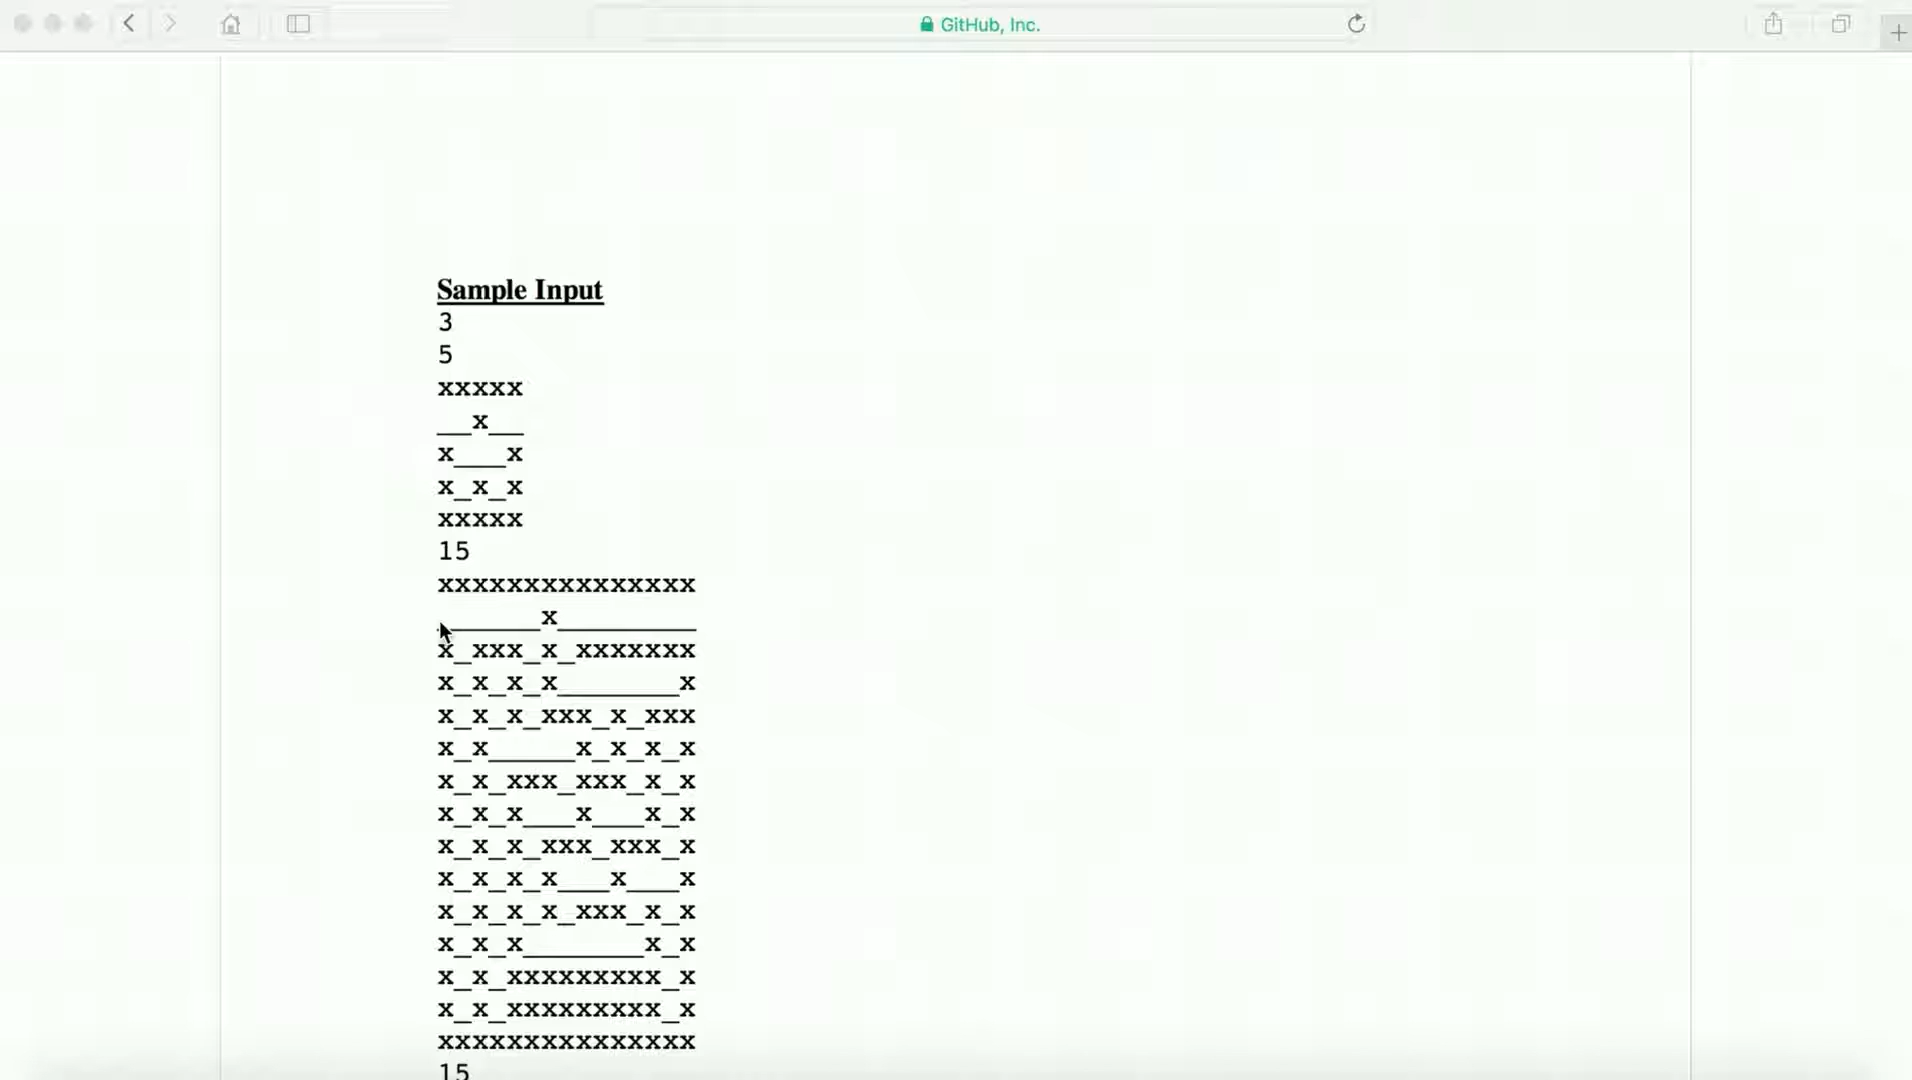 GitHub, Inc.
Sample Input
3
5
xxxxx
__x__
x___x
x_x_x
xxxxx
15
xxxxxxxxxxxxxxx
______x________
x_xxx_x_xxxxxxx
x_x_x_x_______x
x_x_x_xxx_x_xxx
x_x_____x_x_x_x
x_x_xxx_xxx_x_x
x_x_x___x___x_x
x_x_x_xxx_xxx_x
x_x_x_x___x___x
x_x_x_x_xxx_x_x
x_x_x_______x_x
x_x_xxxxxxxxx_x
x_x_xxxxxxxxx_x
xxxxxxxxxxxxxxx
15